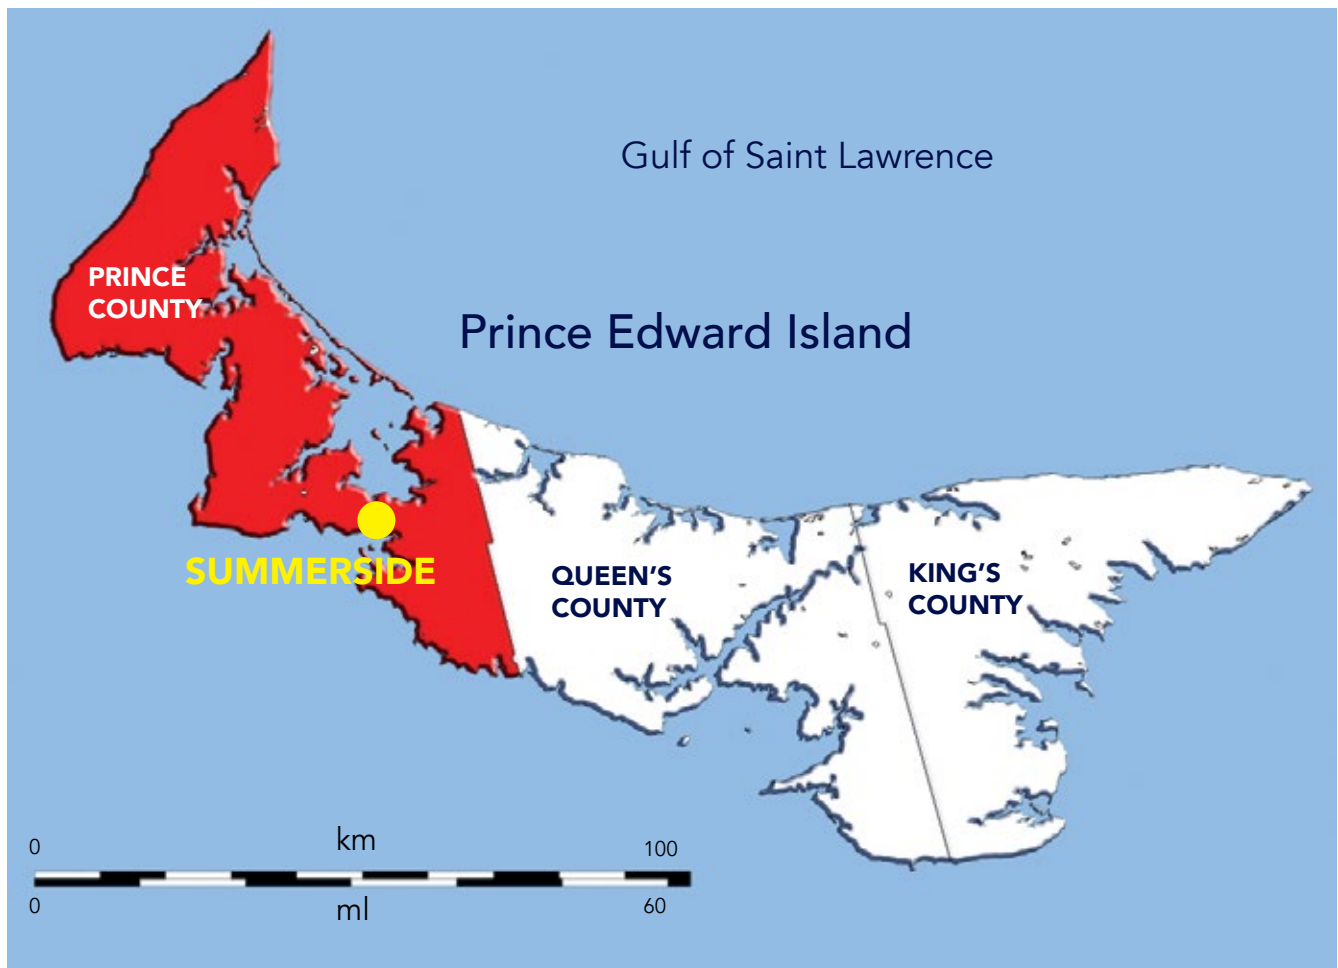 Gulf of Saint Lawrence
PRINCE
COUNTY
Prince Edward Island
SUMMERSIDE
QUEEN'S
COUNTY
KING'S
COUNTY
km
0
100
0
60
ml